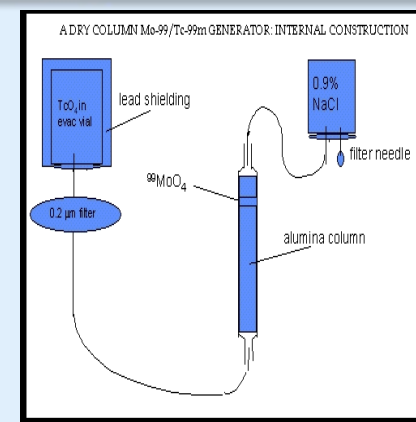 A DRY COLUMN Mo-99/Tc-99m GENERATOR: INTERNAL CONSTRUCTION
TcO₄ in
evac vial
lead shielding
0.9%
NaCl
filter needle
⁹⁹MoO₄
0.2 µm filter
alumina column